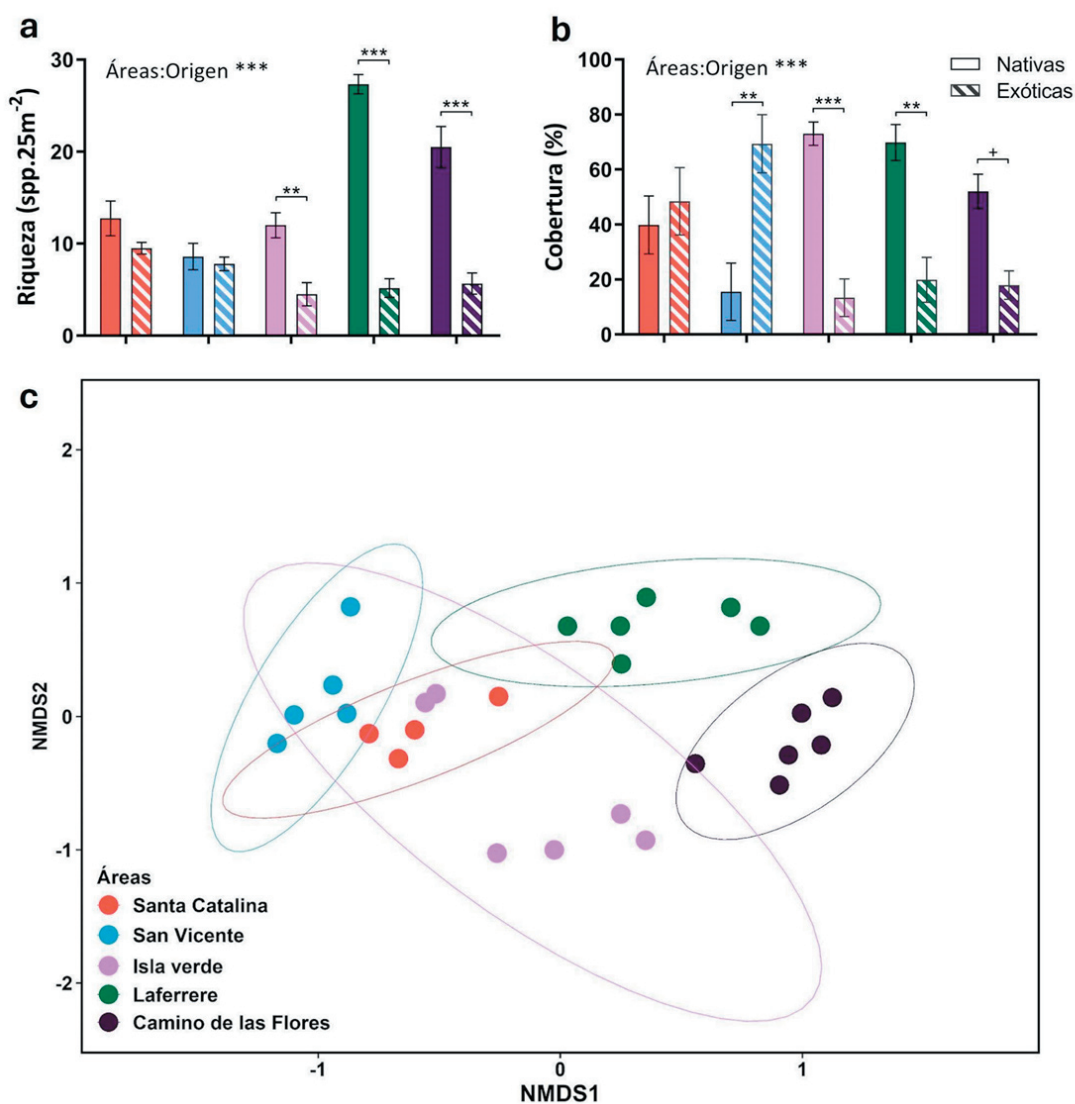 a
Riqueza (spp.25m-2)
30
20
10
0
Áreas:Origen ***
**
***
***
b
Cobertura (%)
100
80
60
40
20
0
Áreas:Origen ***
Nativas
Exóticas
**
***
**
+
c
NMDS2
2
1
0
-1
-2
Áreas
Santa Catalina
San Vicente
Isla verde
Laferrere
Camino de las Flores
-1
0
1
NMDS1